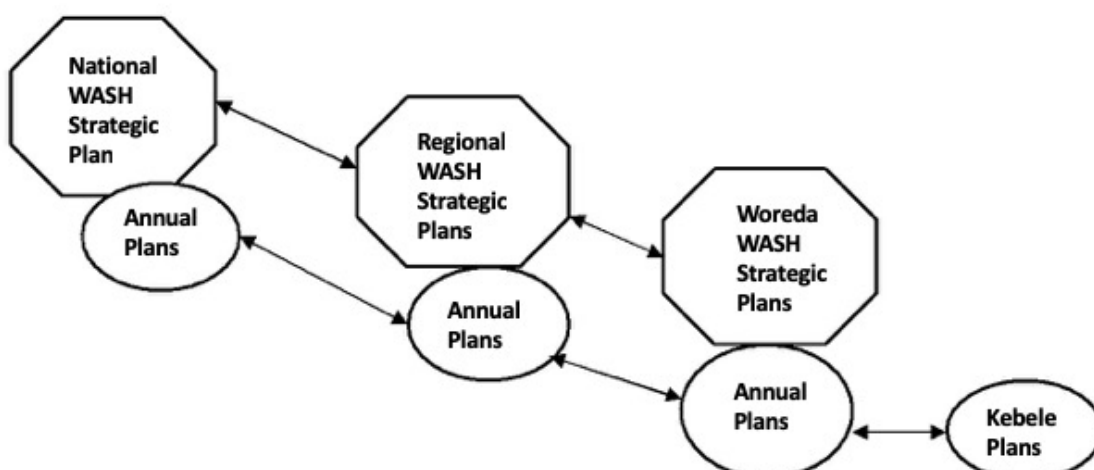 National
WASH
Strategic
Plan
Annual
Plans
Regional
WASH
Strategic
Plans
Annual
Plans
Woreda
WASH
Strategic
Plans
Annual
Plans
Kebele
Plans